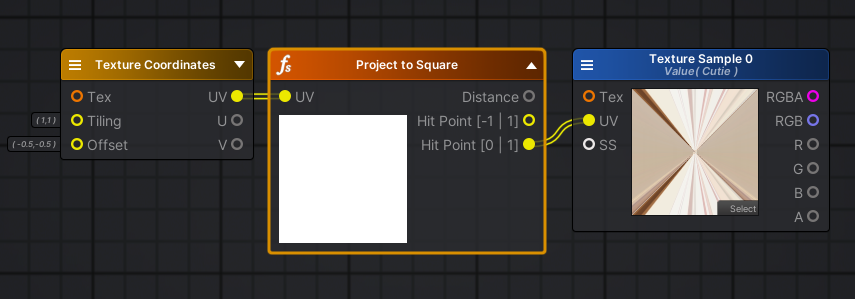 Texture Coordinates
Tex
UV
( 1,1 )
Tiling
U
( -0.5,-0.5 )
Offset
V
fs
Project to Square
UV
Distance
Hit Point [-1 | 1]
Hit Point [0 | 1]
Texture Sample 0
Value( Cutie )
Tex
RGBA
UV
RGB
SS
R
G
B
A
Select